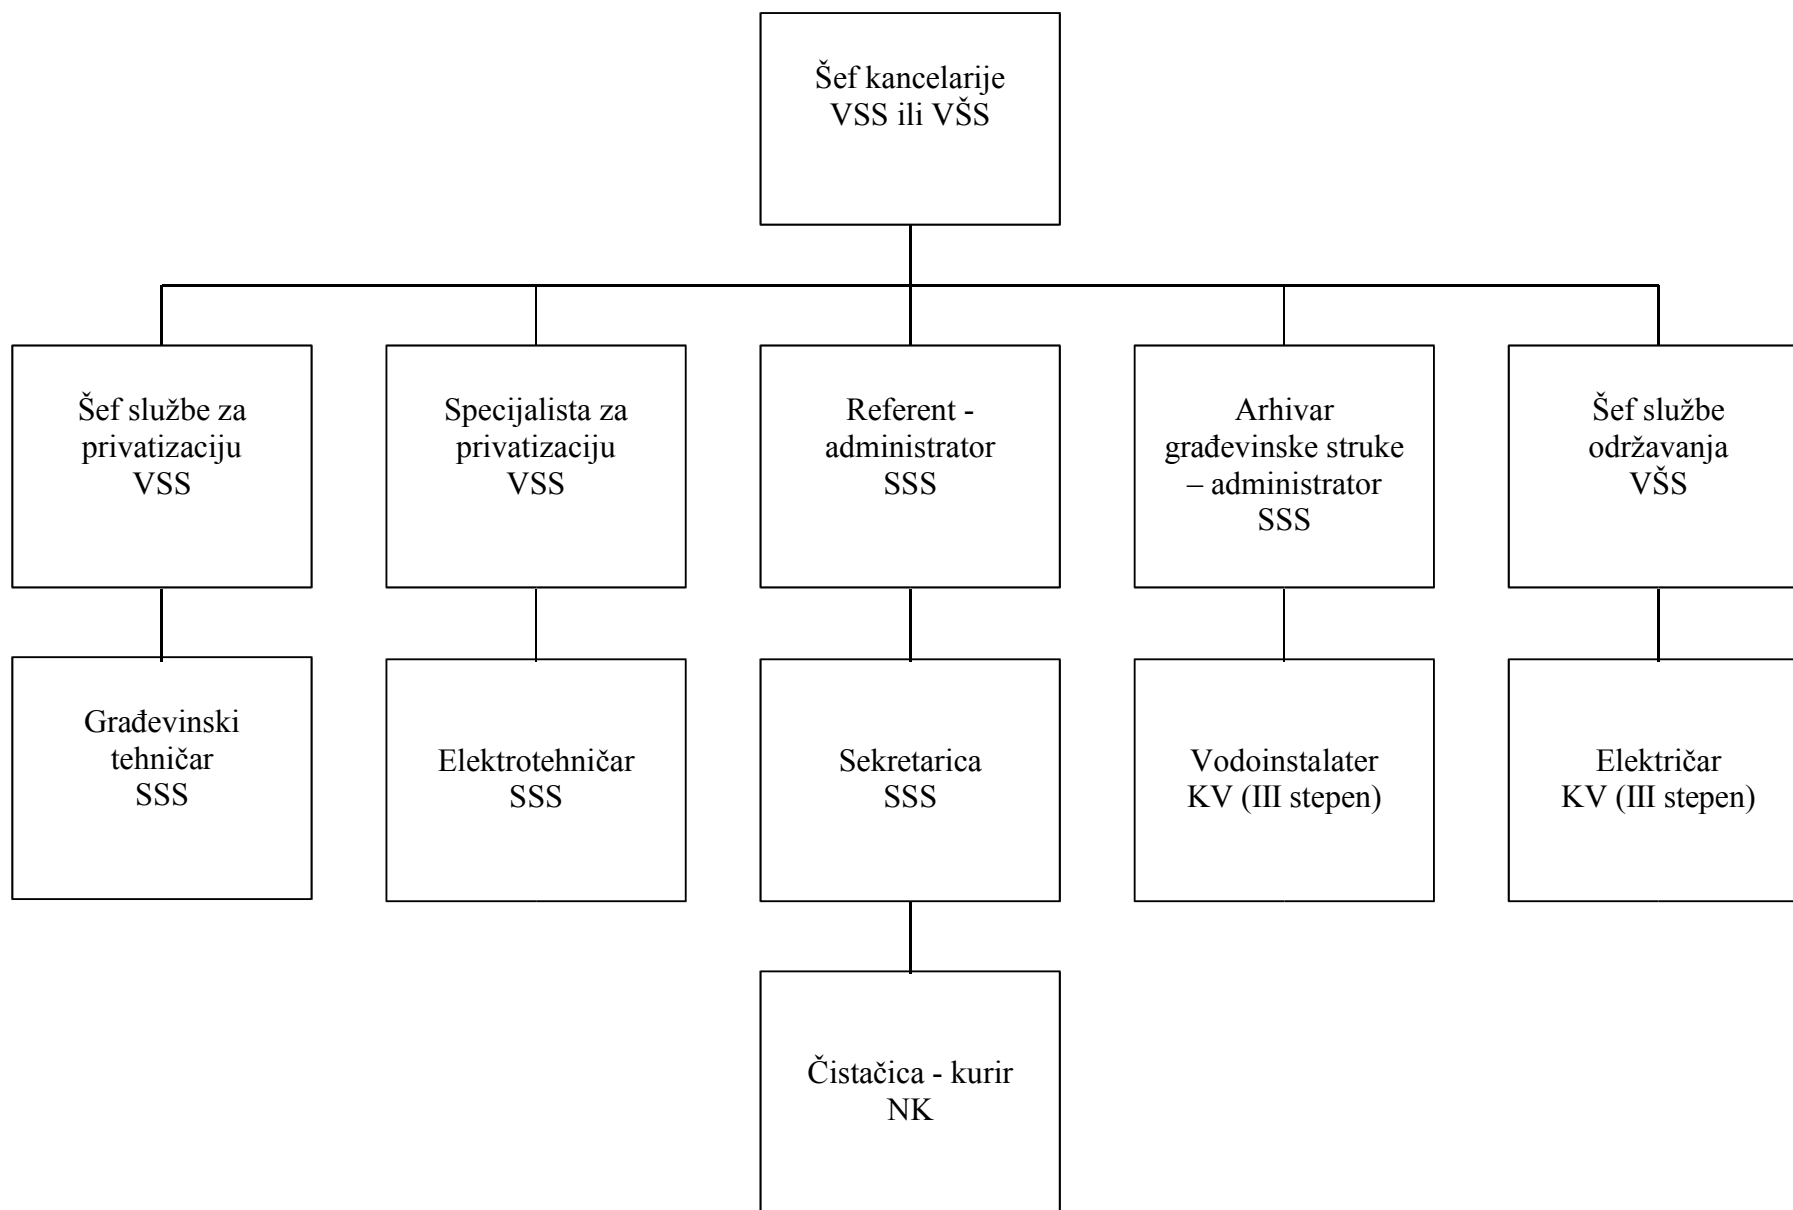 Šef kancelarije
VSS ili VŠS
Šef službe za
privatizaciju
VSS
Specijalista za
privatizaciju
VSS
Referent -
administrator
SSS
Arhivar
građevinske struke
– administrator
SSS
Šef službe
održavanja
VŠS
Građevinski
tehničar
SSS
Elektrotehničar
SSS
Sekretarica
SSS
Vodoinstalater
KV (III stepen)
Električar
KV (III stepen)
Čistačica - kurir
NK